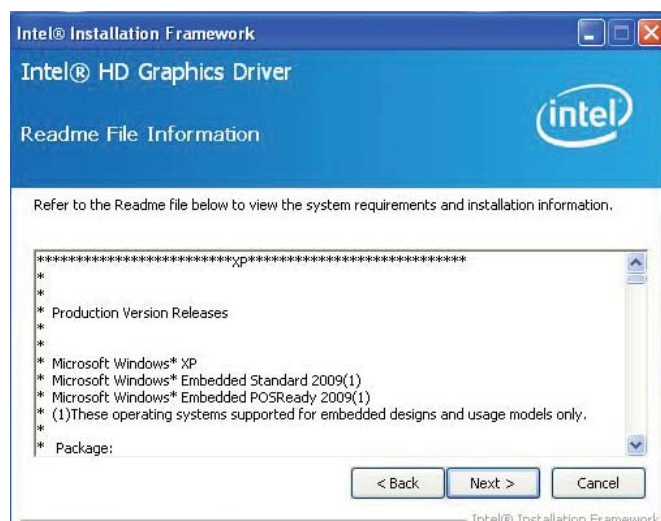 Intel® Installation Framework
Intel® HD Graphics Driver
intel
Readme File Information
Refer to the Readme file below to view the system requirements and installation information.
*************************XP****************************
*
*
* Production Version Releases
*
*
* Microsoft Windows* XP
* Microsoft Windows* Embedded Standard 2009(1)
* Microsoft Windows* Embedded POSReady 2009(1)
* (1)These operating systems supported for embedded designs and usage models only.
*
* Package:
< Back Next > Cancel
Intel® Installation Framework